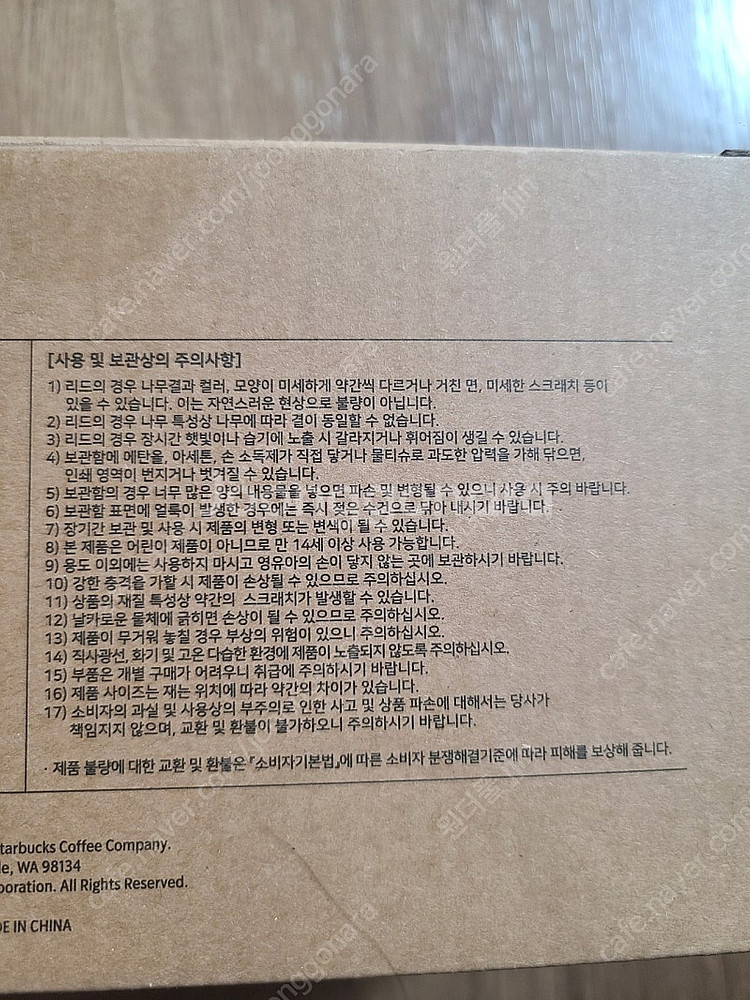 [사용 및 보관상의 주의사항]
1) 리드의 경우 나무결과 컬러, 모양이 미세하게 약간씩 다르거나 거친 면, 미세한 스크래치 등이
있을 수 있습니다. 이는 자연스러운 현상으로 불량이 아닙니다.
2) 리드의 경우 나무 특성상 나무에 따라 결이 동일할 수 없습니다.
3) 리드의 경우 장시간 햇빛이나 습기에 노출 시 갈라지거나 휘어짐이 생길 수 있습니다.
4) 보관함에 에탄올, 아세톤, 손 소독제가 직접 닿거나 물티슈로 과도한 압력을 가해 닦으면,
인쇄 영역이 번지거나 벗겨질 수 있습니다.
5) 보관함의 경우 너무 많은 양의 내용물을 넣으면 파손 및 변형될 수 있으니 사용 시 주의 바랍니다.
6) 보관함 표면에 얼룩이 발생한 경우에는 즉시 젖은 수건으로 닦아 내시기 바랍니다.
7) 장기간 보관 및 사용 시 제품의 변형 또는 변색이 될 수 있습니다.
8) 본 제품은 어린이 제품이 아니므로 만 14세 이상 사용 가능합니다.
9) 용도 이외에는 사용하지 마시고 영유아의 손이 닿지 않는 곳에 보관하시기 바랍니다.
10) 강한 충격을 가할 시 제품이 손상될 수 있으므로 주의하십시오.
11) 상품의 재질 특성상 약간의 스크래치가 발생할 수 있습니다.
12) 날카로운 물체에 긁히면 손상이 될 수 있으므로 주의하십시오.
13) 제품이 무거워 놓칠 경우 부상의 위험이 있으니 주의하십시오.
14) 직사광선, 화기 및 고온 다습한 환경에 제품이 노출되지 않도록 주의하십시오.
15) 부품은 개별 구매가 어려우니 취급에 주의하시기 바랍니다.
16) 제품 사이즈는 재는 위치에 따라 약간의 차이가 있습니다.
17) 소비자의 과실 및 사용상의 부주의로 인한 사고 및 상품 파손에 대해서는 당사가
책임지지 않으며, 교환 및 환불이 불가하오니 주의하시기 바랍니다.
· 제품 불량에 대한 교환 및 환불은 『소비자기본법』에 따른 소비자 분쟁해결기준에 따라 피해를 보상해 줍니다.
tarbucks Coffee Company.
le, WA 98134
poration. All Rights Reserved.
DE IN CHINA
cafe.naver.com/joonggonara
원더풀 jjin